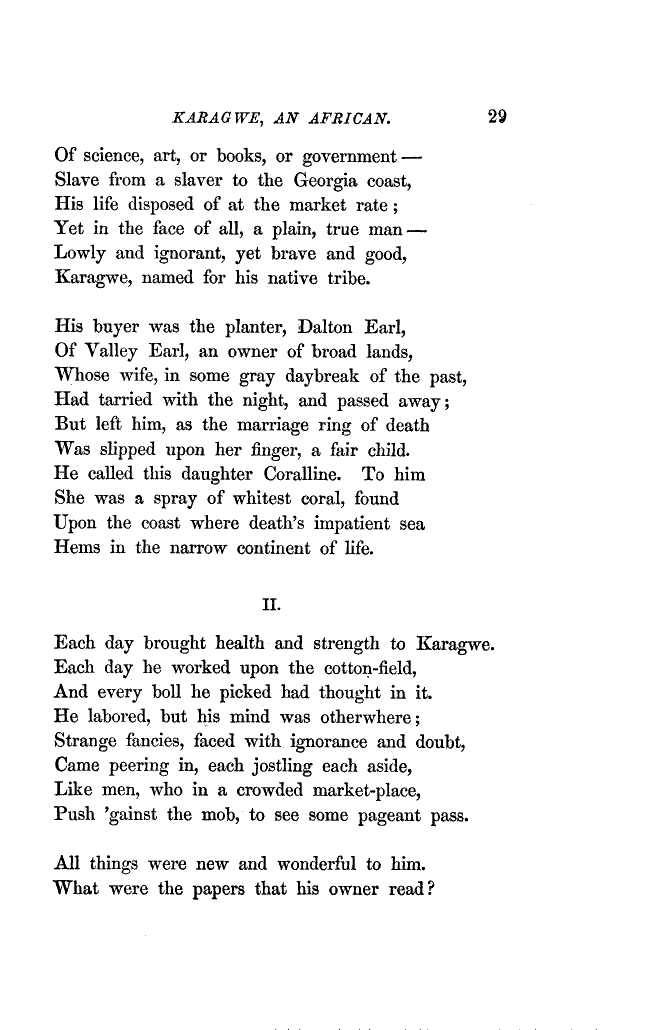 KARAGWE, AN AFRICAN. 29
Of science, art, or books, or government —
Slave from a slaver to the Georgia coast,
His life disposed of at the market rate ;
Yet in the face of all, a plain, true man —
Lowly and ignorant, yet brave and good,
Karagwe, named for his native tribe.
His buyer was the planter, Dalton Earl,
Of Valley Earl, an owner of broad lands,
Whose wife, in some gray daybreak of the past,
Had tarried with the night, and passed away ;
But left him, as the marriage ring of death
Was slipped upon her finger, a fair child.
He called this daughter Coralline. To him
She was a spray of whitest coral, found
Upon the coast where death's impatient sea
Hems in the narrow continent of life.
II.
Each day brought health and strength to Karagwe.
Each day he worked upon the cotton-field,
And every boll he picked had thought in it.
He labored, but his mind was otherwhere ;
Strange fancies, faced with ignorance and doubt,
Came peering in, each jostling each aside,
Like men, who in a crowded market-place,
Push 'gainst the mob, to see some pageant pass.
All things were new and wonderful to him.
What were the papers that his owner read ?